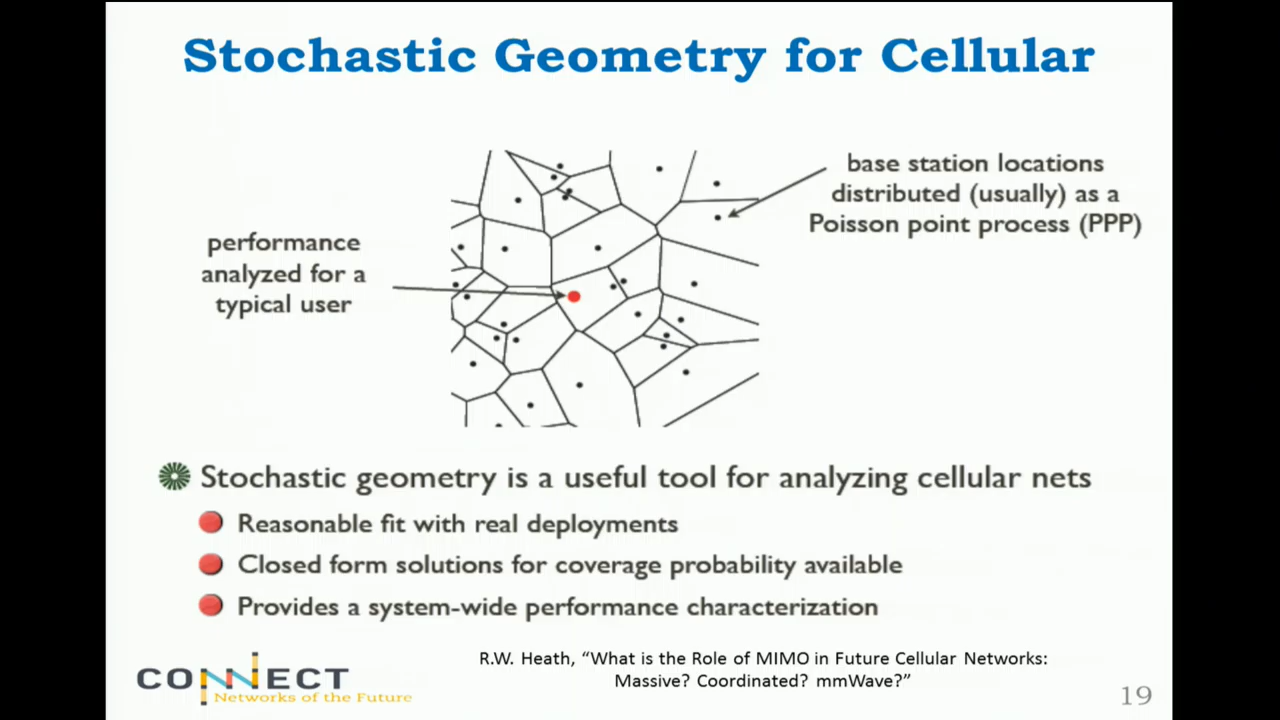 Stochastic Geometry for Cellular
base station locations
distributed (usually) as a
Poisson point process (PPP)
performance
analyzed for a
typical user
Stochastic geometry is a useful tool for analyzing cellular nets
Reasonable fit with real deployments
Closed form solutions for coverage probability available
Provides a system-wide performance characterization
R.W. Heath, “What is the Role of MIMO in Future Cellular Networks:
Massive? Coordinated? mmWave?”
CONNECT
Networks of the Future
19